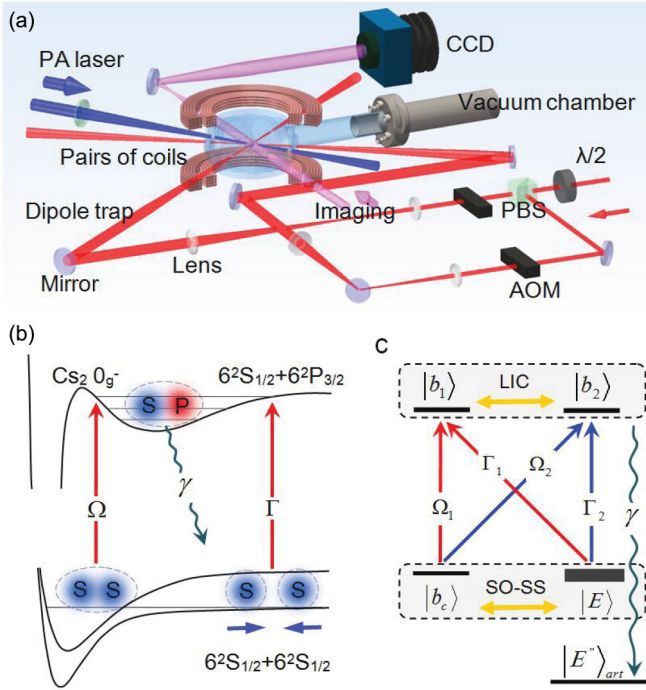 (a)
CCD
PA laser
Vacuum chamber
Pairs of coils
λ/2
Dipole trap
Imaging
PBS
Lens
Mirror
AOM
(b)
Cs₂ 0g⁻
6²S1/2+6²P3/2
S P
γ
Ω
Γ
S S
S S
6²S1/2+6²S1/2
c
|b₁⟩
LIC
|b₂⟩
Γ₁
Ω₂
Ω₁
Γ₂
γ
SO-SS
|b_c⟩
|E⟩
|E"⟩art